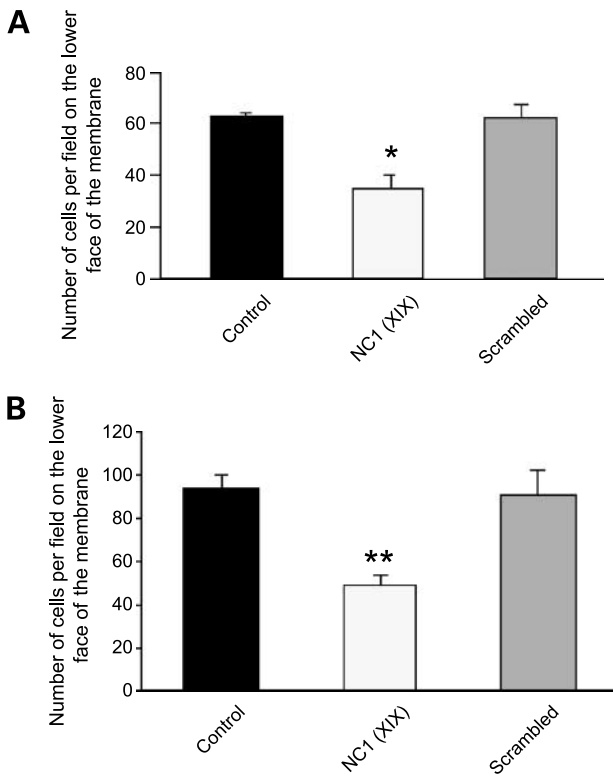 A
Number of cells per field on the lower
face of the membrane
80
60
40
20
0
*
Control
NC1 (XIX)
Scrambled
B
Number of cells per field on the lower
face of the membrane
120
100
80
60
40
20
0
**
Control
NC1 (XIX)
Scrambled